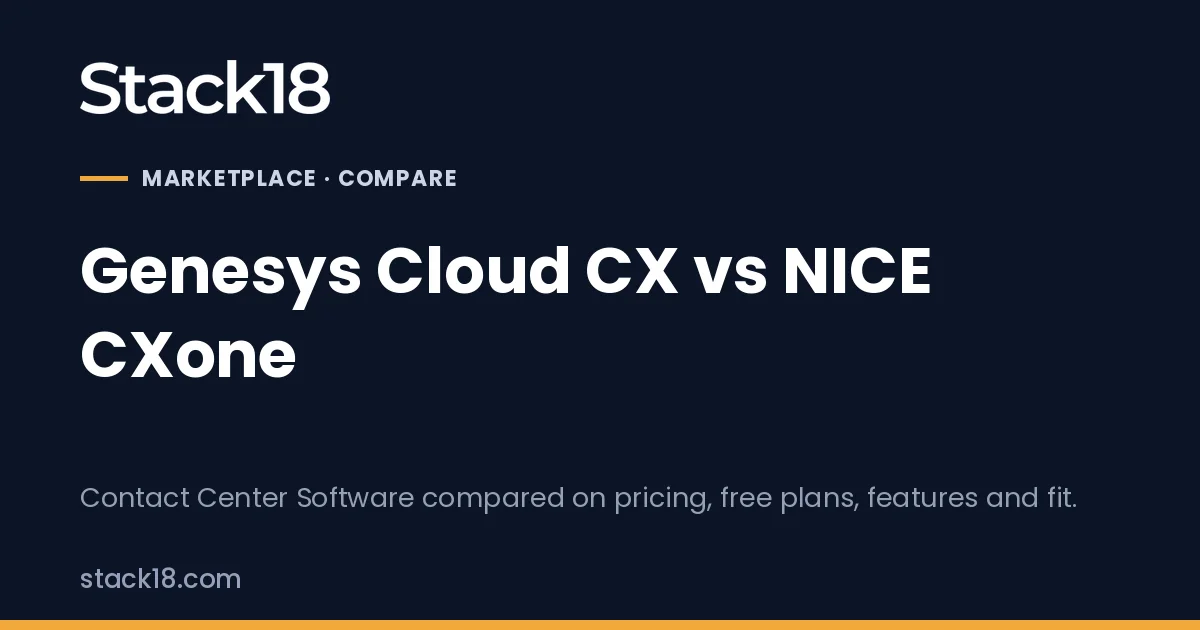 Stack18
MARKETPLACE · COMPARE
Genesys Cloud CX vs NICE
CXone
Contact Center Software compared on pricing, free plans, features and fit.
stack18.com